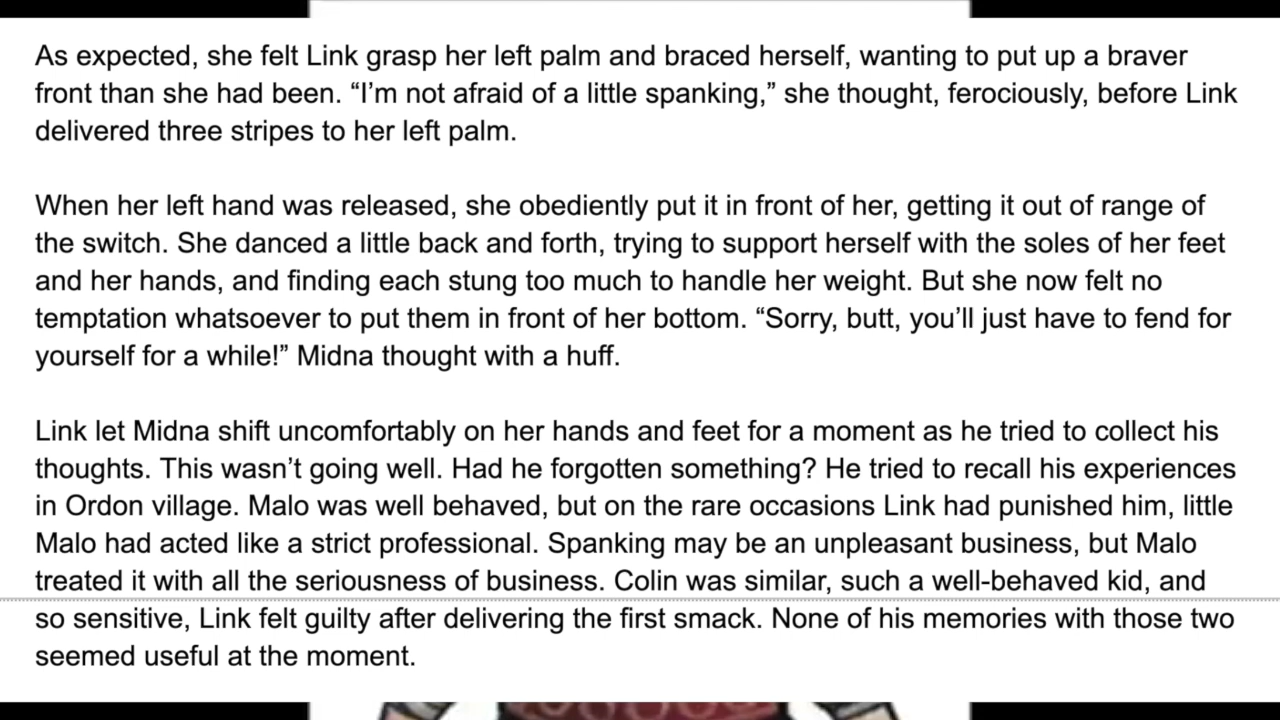 As expected, she felt Link grasp her left palm and braced herself, wanting to put up a braver
front than she had been. “I’m not afraid of a little spanking,” she thought, ferociously, before Link
delivered three stripes to her left palm.
When her left hand was released, she obediently put it in front of her, getting it out of range of
the switch. She danced a little back and forth, trying to support herself with the soles of her feet
and her hands, and finding each stung too much to handle her weight. But she now felt no
temptation whatsoever to put them in front of her bottom. “Sorry, butt, you’ll just have to fend for
yourself for a while!” Midna thought with a huff.
Link let Midna shift uncomfortably on her hands and feet for a moment as he tried to collect his
thoughts. This wasn’t going well. Had he forgotten something? He tried to recall his experiences
in Ordon village. Malo was well behaved, but on the rare occasions Link had punished him, little
Malo had acted like a strict professional. Spanking may be an unpleasant business, but Malo
treated it with all the seriousness of business. Colin was similar, such a well-behaved kid, and
so sensitive, Link felt guilty after delivering the first smack. None of his memories with those two
seemed useful at the moment.